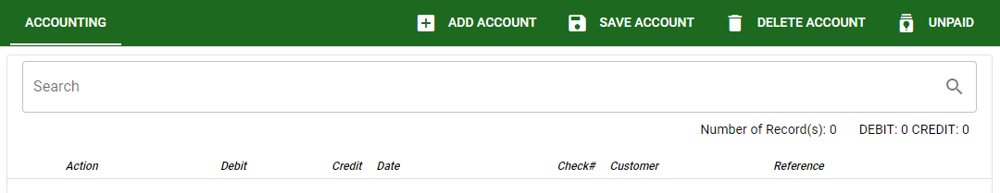 ACCOUNTING ADD ACCOUNT SAVE ACCOUNT DELETE ACCOUNT UNPAID
Search
Number of Record(s): 0 DEBIT: 0 CREDIT: 0
Action Debit Credit Date Check# Customer Reference